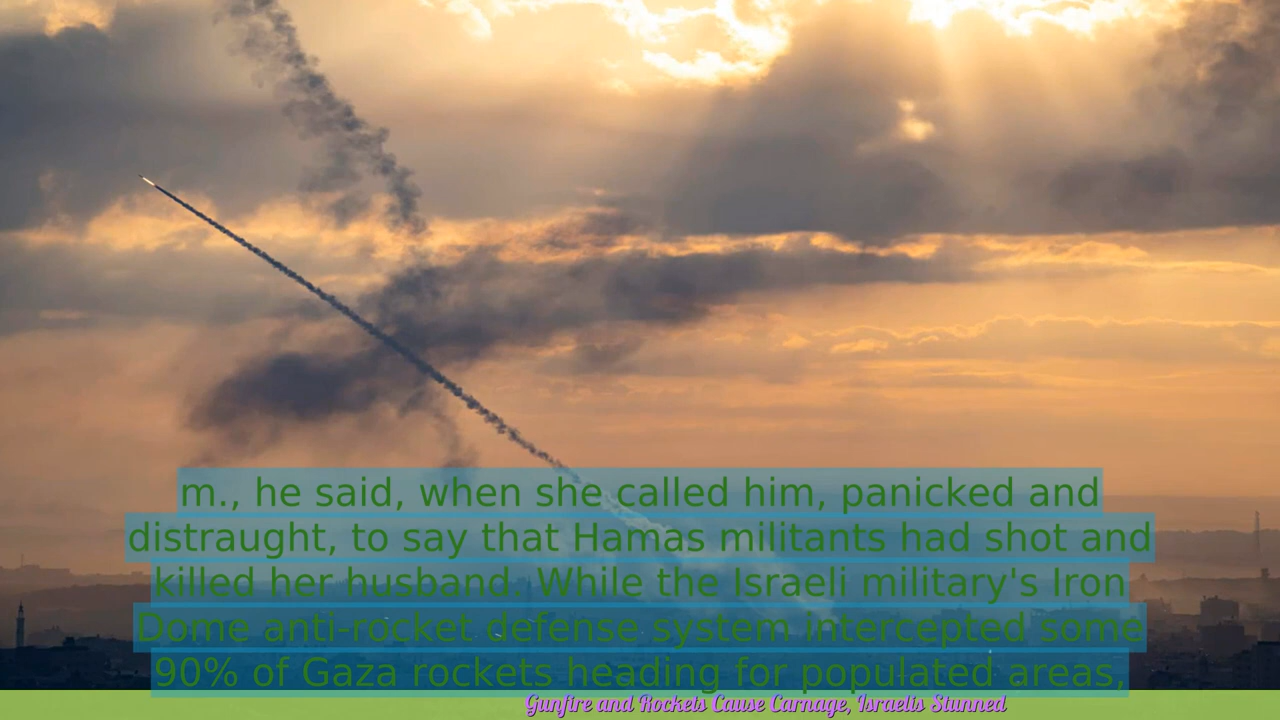 m., he said, when she called him, panicked and
distraught, to say that Hamas militants had shot and
killed her husband. While the Israeli military's Iron
Dome anti-rocket defense system intercepted some
90% of Gaza rockets heading for populated areas,
Gunfire and Rockets Cause Carnage, Israelis Stunned